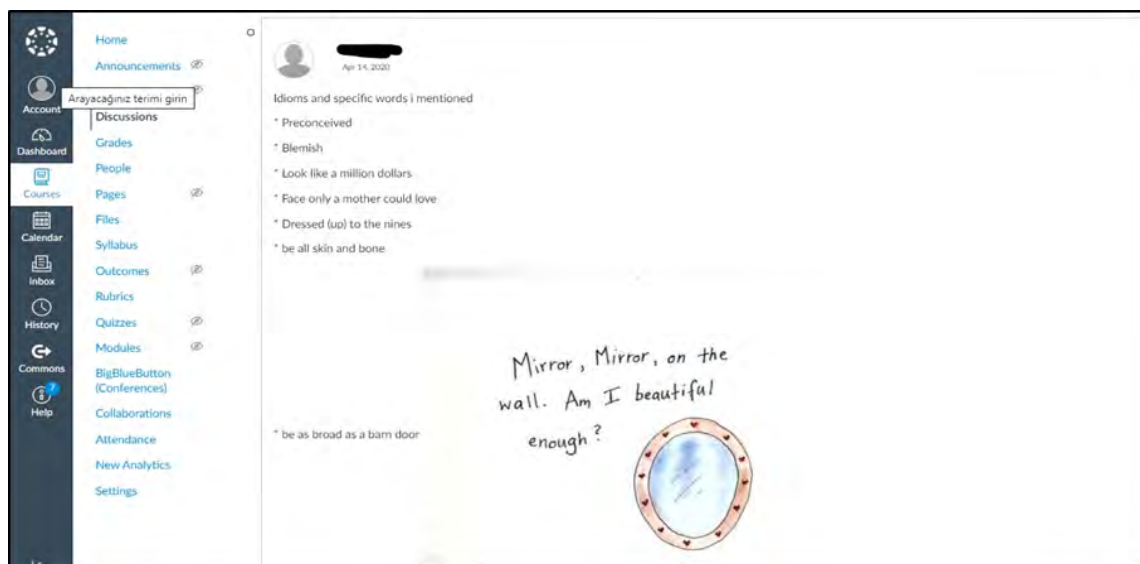 Account
Dashboard
Courses
Calendar
Inbox
History
Commons
7
Help
Home
Announcements
Arayacağınız terimi girin
Discussions
Grades
People
Pages
Files
Syllabus
Outcomes
Rubrics
Quizzes
Modules
BigBlueButton
(Conferences)
Collaborations
Attendance
New Analytics
Settings
Apr 14, 2020
Idioms and specific words i mentioned
* Preconceived
* Blemish
* Look like a million dollars
* Face only a mother could love
* Dressed (up) to the nines
* be all skin and bone
* be as broad as a barn door
Mirror, Mirror, on the
wall. Am I beautiful
enough?